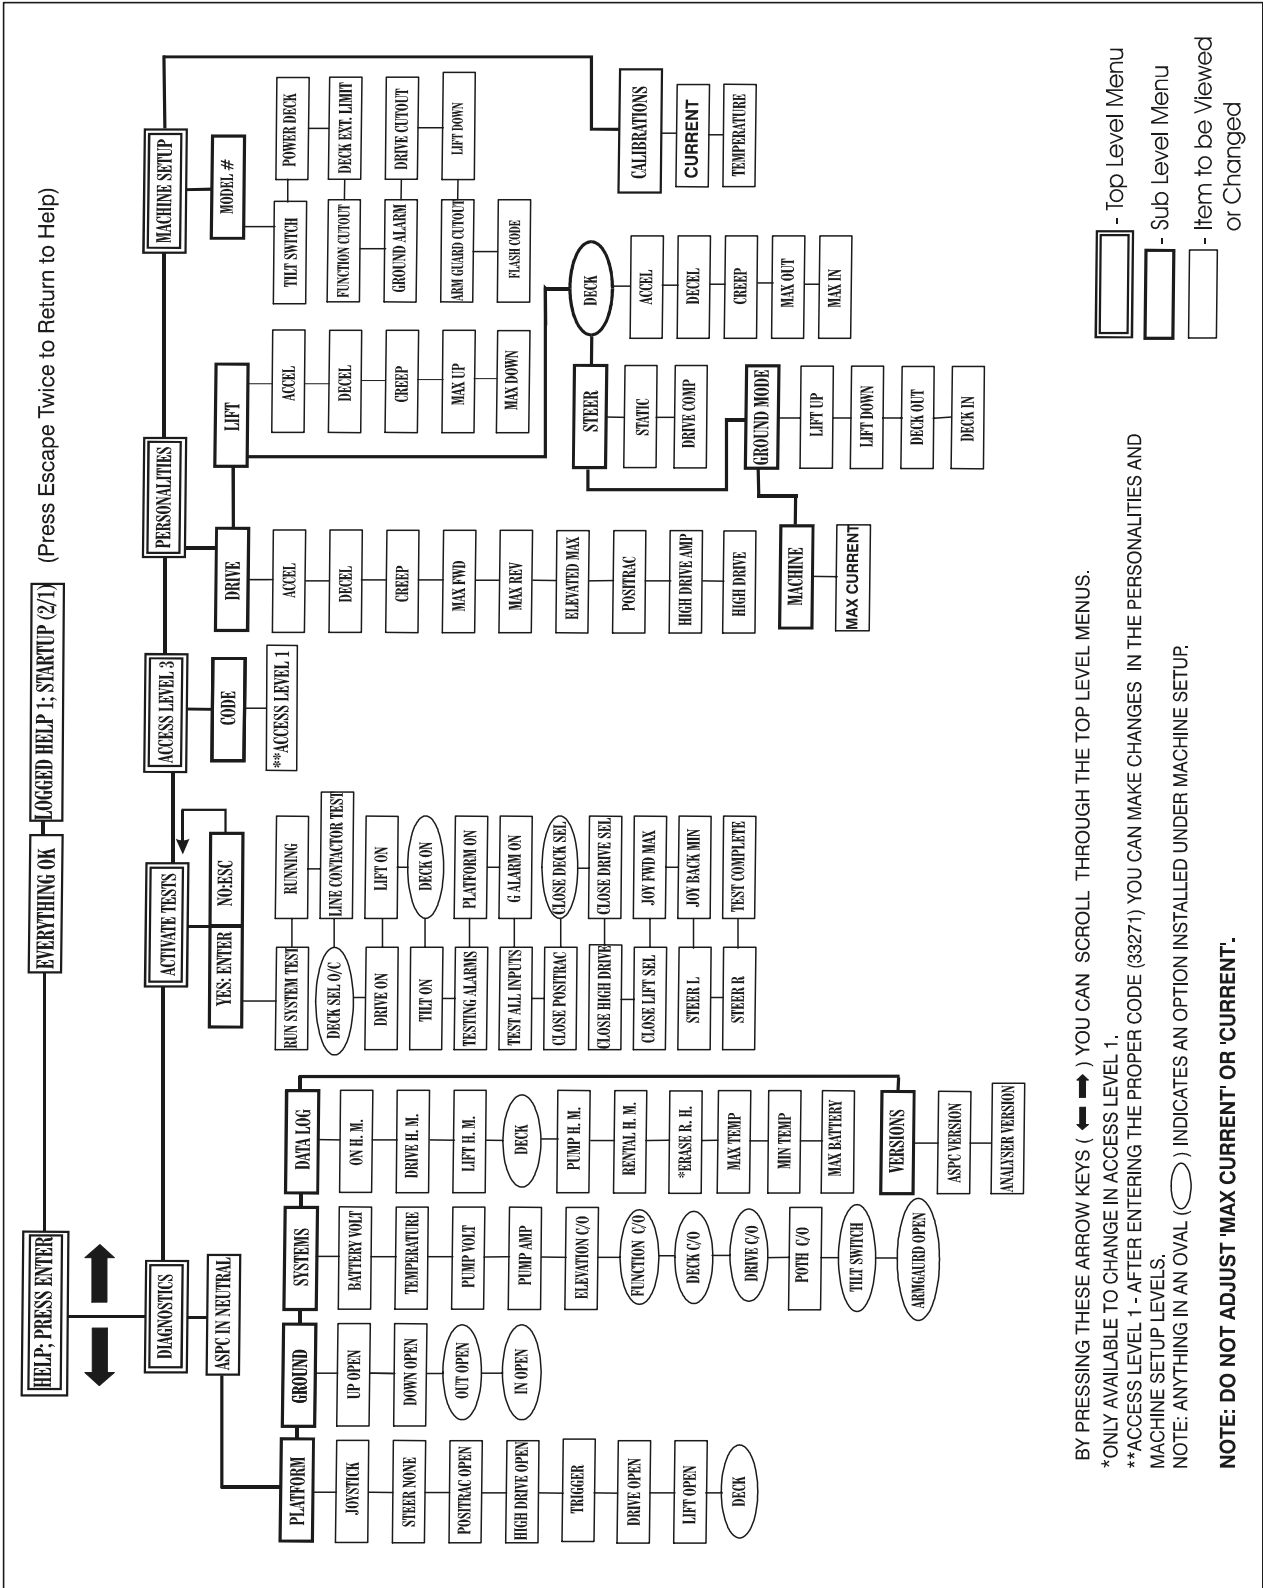 HELP; PRESS ENTER
EVERYTHING OK
LOGGED HELP 1; STARTUP (2/1)
(Press Escape Twice to Return to Help)
DIAGNOSTICS
ACTIVATE TESTS
ACCESS LEVEL 3
PERSONALITIES
MACHINE SETUP
ASPC IN NEUTRAL
PLATFORM
JOYSTICK
STEER NONE
POSITRAC OPEN
HIGH DRIVE OPEN
TRIGGER
DRIVE OPEN
LIFT OPEN
DECK
GROUND
UP OPEN
DOWN OPEN
OUT OPEN
IN OPEN
SYSTEMS
BATTERY VOLT
TEMPERATURE
PUMP VOLT
PUMP AMP
ELEVATION C/O
FUNCTION C/O
DECK C/O
DRIVE C/O
POTH C/O
TILT SWITCH
ARMGAURD OPEN
DATA LOG
ON H. M.
DRIVE H. M.
LIFT H. M.
DECK
PUMP H. M.
RENTAL H. M.
*ERASE R. H.
MAX TEMP
MIN TEMP
MAX BATTERY
VERSIONS
ASPC VERSION
ANALYSER VERSION
YES: ENTER
NO:ESC
RUN SYSTEM TEST
RUNNING
DECK SEL O/C
LINE CONTACTOR TEST
DRIVE ON
LIFT ON
TILT ON
DECK ON
TESTING ALARMS
PLATFORM ON
TEST ALL INPUTS
G ALARM ON
CLOSE POSITRAC
CLOSE DECK SEL
CLOSE HIGH DRIVE
CLOSE DRIVE SEL
CLOSE LIFT SEL
JOY FWD MAX
STEER L
JOY BACK MIN
STEER R
TEST COMPLETE
CODE
**ACCESS LEVEL 1
DRIVE
ACCEL
DECEL
CREEP
MAX FWD
MAX REV
ELEVATED MAX
POSITRAC
HIGH DRIVE AMP
HIGH DRIVE
LIFT
ACCEL
DECEL
CREEP
MAX UP
MAX DOWN
DECK
ACCEL
DECEL
CREEP
MAX OUT
MAX IN
STEER
STATIC
DRIVE COMP
GROUND MODE
LIFT UP
LIFT DOWN
DECK OUT
DECK IN
MACHINE
MAX CURRENT
MODEL #
TILT SWITCH
POWER DECK
FUNCTION CUTOUT
DECK EXT. LIMIT
GROUND ALARM
DRIVE CUTOUT
ARM GUARD CUTOUT
LIFT DOWN
FLASH CODE
CALIBRATIONS
CURRENT
TEMPERATURE
- Top Level Menu
- Sub Level Menu
- Item to be Viewed
or Changed
BY PRESSING THESE ARROW KEYS ( ) YOU CAN SCROLL THROUGH THE TOP LEVEL MENUS.
*ONLY AVAILABLE TO CHANGE IN ACCESS LEVEL 1.
**ACCESS LEVEL 1 - AFTER ENTERING THE PROPER CODE (33271) YOU CAN MAKE CHANGES IN THE PERSONALITIES AND
MACHINE SETUP LEVELS.
NOTE: ANYTHING IN AN OVAL ( ) INDICATES AN OPTION INSTALLED UNDER MACHINE SETUP.
NOTE: DO NOT ADJUST 'MAX CURRENT' OR 'CURRENT'.